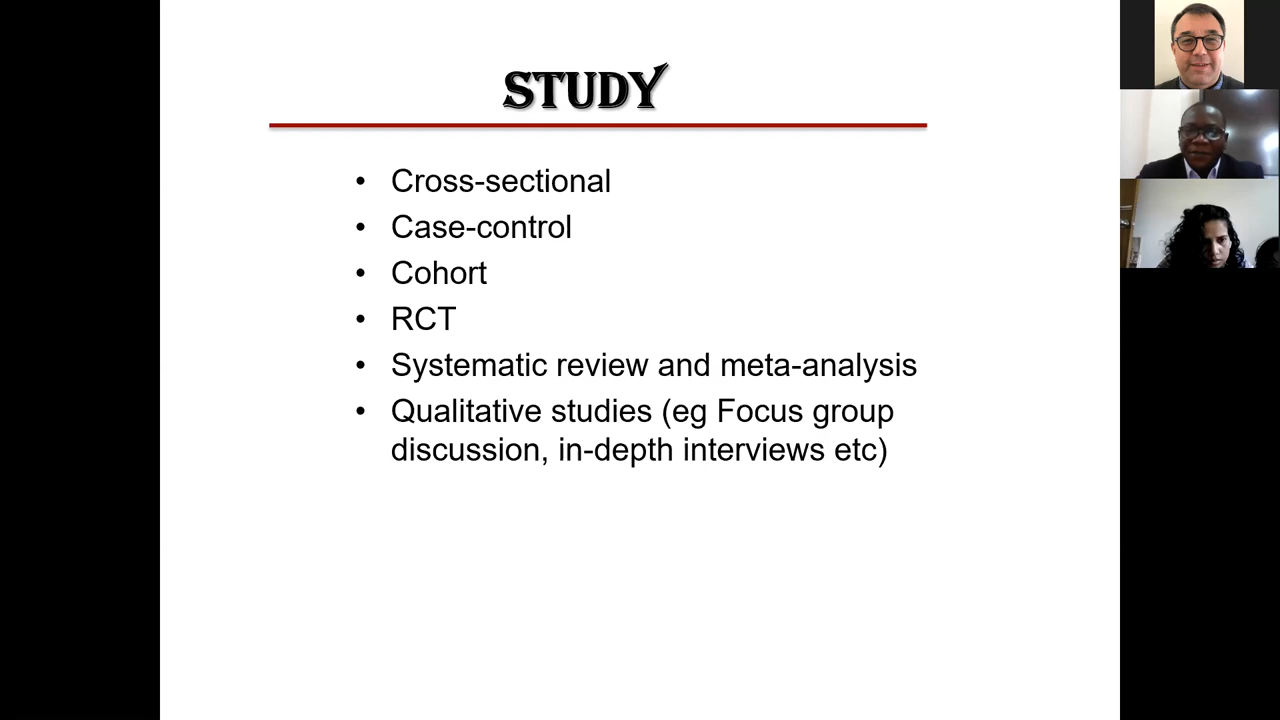 STUDY
• Cross-sectional
• Case-control
• Cohort
• RCT
• Systematic review and meta-analysis
• Qualitative studies (eg Focus group
discussion, in-depth interviews etc)